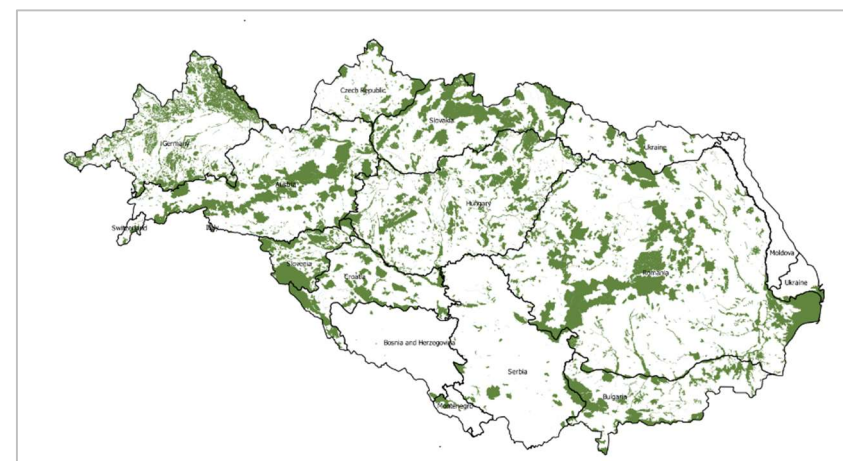 Czech Republic
Slovakia
Ukraine
Germany
Austria
Hungary
Switzerland
Italy
Slovenia
Croatia
Romania
Moldova
Ukraine
Bosnia and Herzegovina
Serbia
Bulgaria
Montenegro